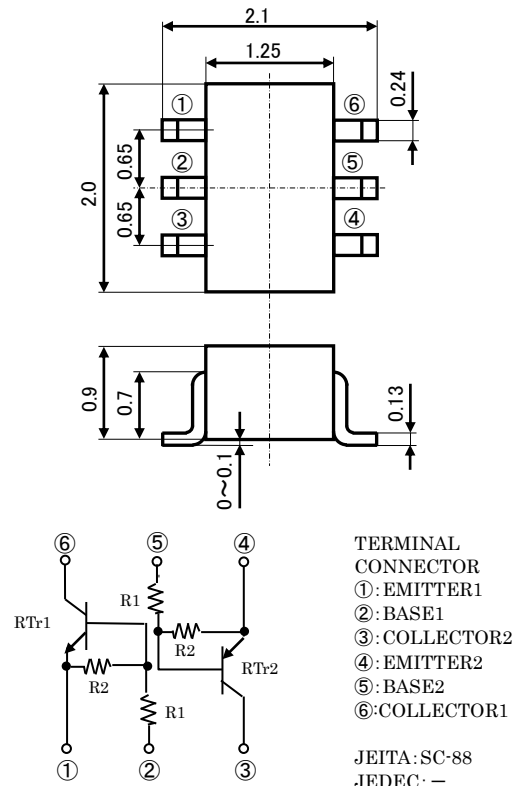 2.1
1.25
① ⑥
0.24
0.65
② ⑤
2.0
0.65
③ ④
0.9
0.7
0.13
0~0.1
⑥ ⑤ ④
R1
RTr1
R2
RTr2
R2
R1
① ② ③
TERMINAL
CONNECTOR
①:EMITTER1
②:BASE1
③:COLLECTOR2
④:EMITTER2
⑤:BASE2
⑥:COLLECTOR1
JEITA:SC-88
JEDEC:－